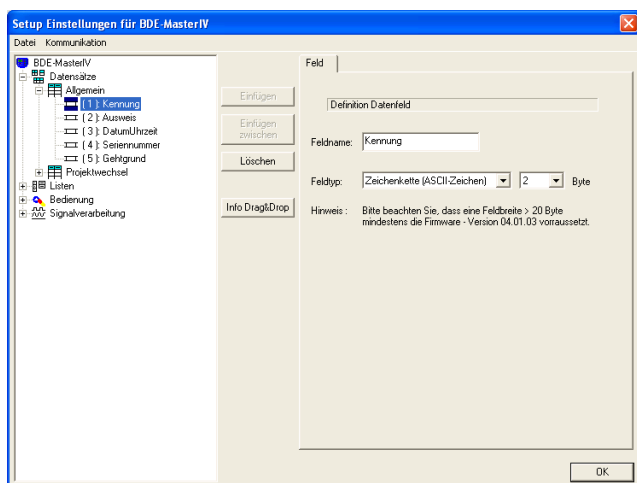 Setup Einstellungen für BDE-MasterIV
Datei Kommunikation
BDE-MasterIV
Datensätze
Allgemein
( 1 ): Kennung
( 2 ): Ausweis
( 3 ): DatumUhrzeit
( 4 ): Seriennummer
( 5 ): Gehtgrund
Projektwechsel
Listen
Bedienung
Signalverarbeitung
Einfügen
Einfügen
zwischen
Löschen
Info Drag&Drop
Feld
Definition Datenfeld
Feldname: Kennung
Feldtyp: Zeichenkette (ASCII-Zeichen) 2 Byte
Hinweis : Bitte beachten Sie, dass eine Feldbreite > 20 Byte
mindestens die Firmware - Version 04.01.03 vorraussetzt.
OK